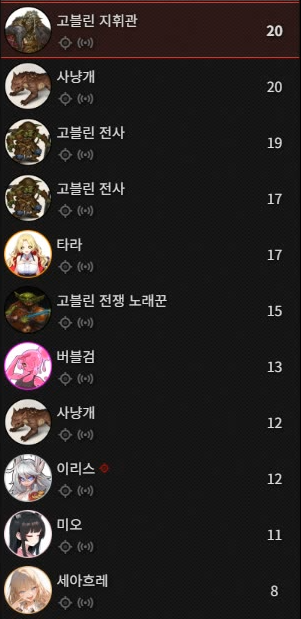 고블린 지휘관
20
사냥개
20
고블린 전사
19
고블린 전사
17
타라
17
고블린 전쟁 노래꾼
15
버블검
13
사냥개
12
이리스
12
미오
11
세아흐레
8